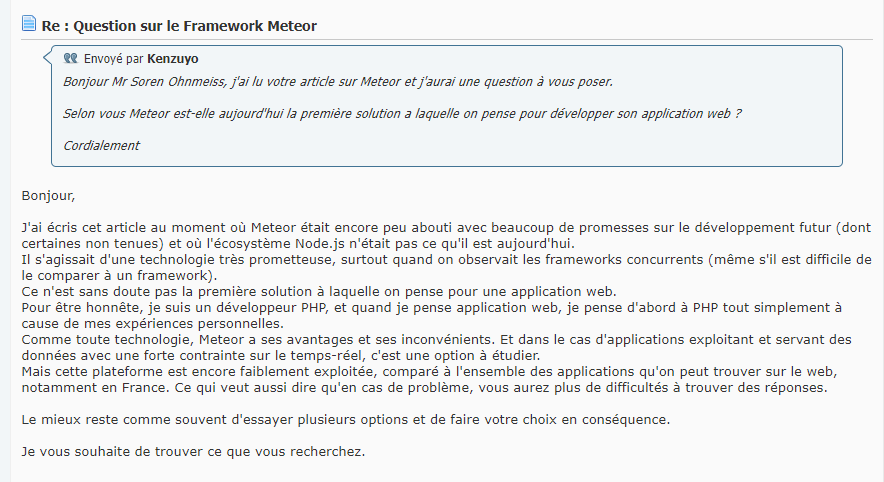 Re : Question sur le Framework Meteor
Envoyé par Kenzuyo
Bonjour Mr Soren Ohnmeiss, j'ai lu votre article sur Meteor et j'aurai une question à vous poser.
Selon vous Meteor est-elle aujourd'hui la première solution a laquelle on pense pour développer son application web ?
Cordialement
Bonjour,
J'ai écris cet article au moment où Meteor était encore peu abouti avec beaucoup de promesses sur le développement futur (dont
certaines non tenues) et où l'écosystème Node.js n'était pas ce qu'il est aujourd'hui.
Il s'agissait d'une technologie très prometteuse, surtout quand on observait les frameworks concurrents (même s'il est difficile de
le comparer à un framework).
Ce n'est sans doute pas la première solution à laquelle on pense pour une application web.
Pour être honnête, je suis un développeur PHP, et quand je pense application web, je pense d'abord à PHP tout simplement à
cause de mes expériences personnelles.
Comme toute technologie, Meteor a ses avantages et ses inconvénients. Et dans le cas d'applications exploitant et servant des
données avec une forte contrainte sur le temps-réel, c'est une option à étudier.
Mais cette plateforme est encore faiblement exploitée, comparé à l'ensemble des applications qu'on peut trouver sur le web,
notamment en France. Ce qui veut aussi dire qu'en cas de problème, vous aurez plus de difficultés à trouver des réponses.
Le mieux reste comme souvent d'essayer plusieurs options et de faire votre choix en conséquence.
Je vous souhaite de trouver ce que vous recherchez.